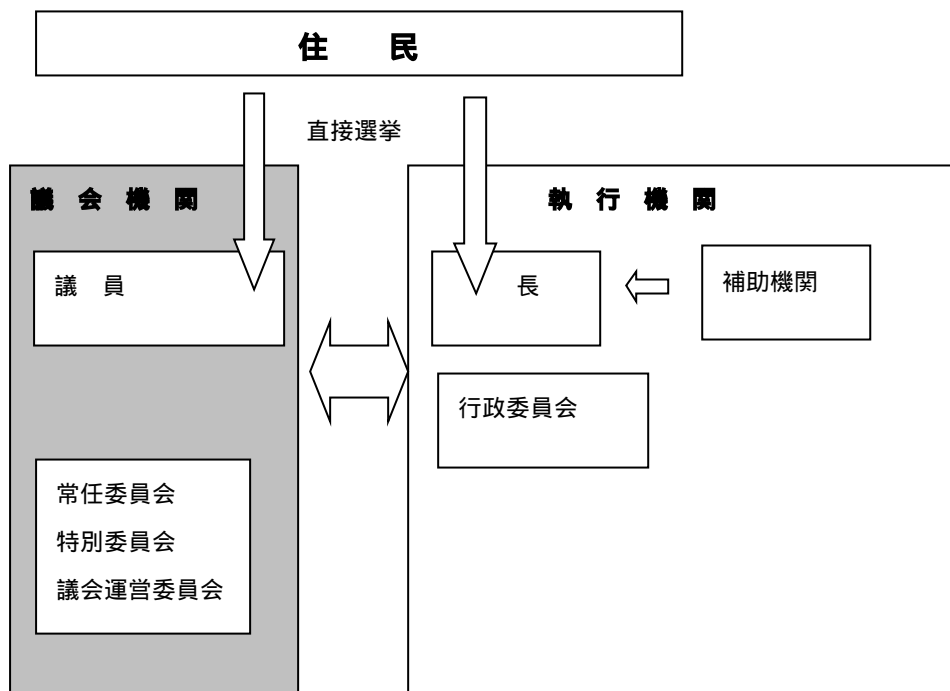 住　民
直接選挙
議 会 機 関
執 行 機 関
議　員
長
補助機関
行政委員会
常任委員会
特別委員会
議会運営委員会